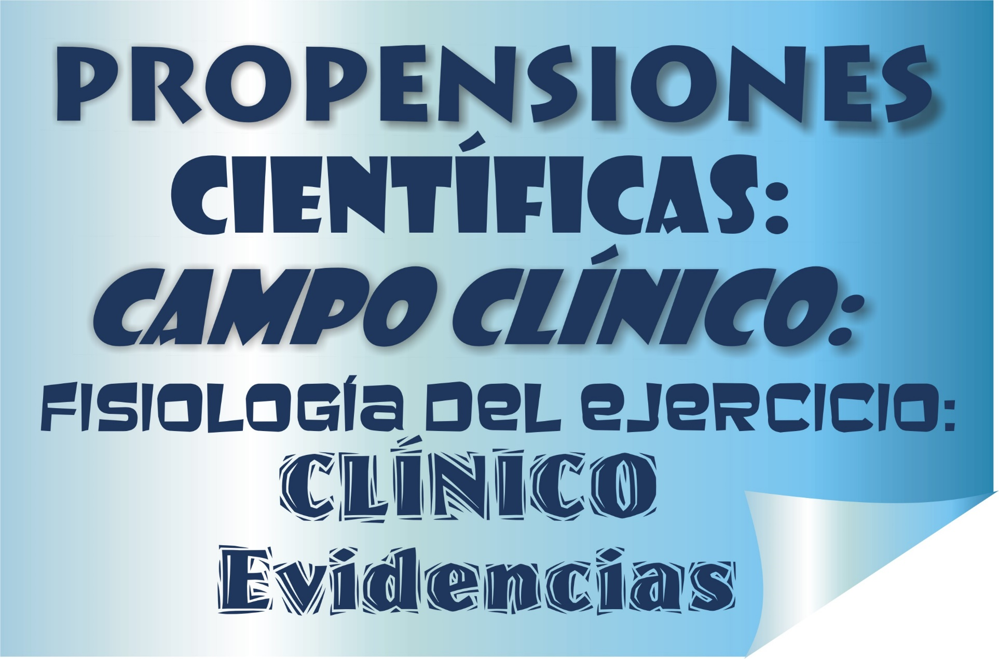 PROPENSIONES
CIENTÍFICAS:
CAMPO CLÍNICO:
FISIOLOGÍa DeL eJeRCICIO:
CLÍNICO
Evidencias